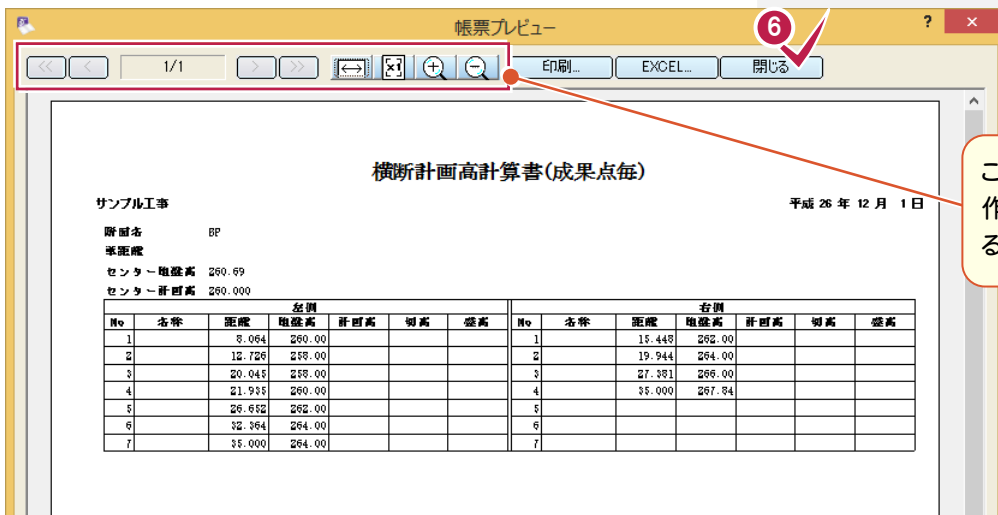 帳票プレビュー
? ×
6
<< < 1/1 > >> ×1 印刷... EXCEL... 閉じる
横断計画高計算書(成果点毎)
サンプル工事 平成 26 年 12 月 1日
断面名 BP
単距離
センター地盤高 260.69
センター計画高 260.000
左側 右側
No 名称 距離 地盤高 計画高 切高 盛高 No 名称 距離 地盤高 計画高 切高 盛高
1 8.064 260.00 1 15.448 262.00
2 12.726 258.00 2 19.944 264.00
3 20.045 258.00 3 27.381 266.00
4 21.935 260.00 4 35.000 267.84
5 26.652 262.00 5
6 32.364 264.00 6
7 35.000 264.00 7
こ
作
る